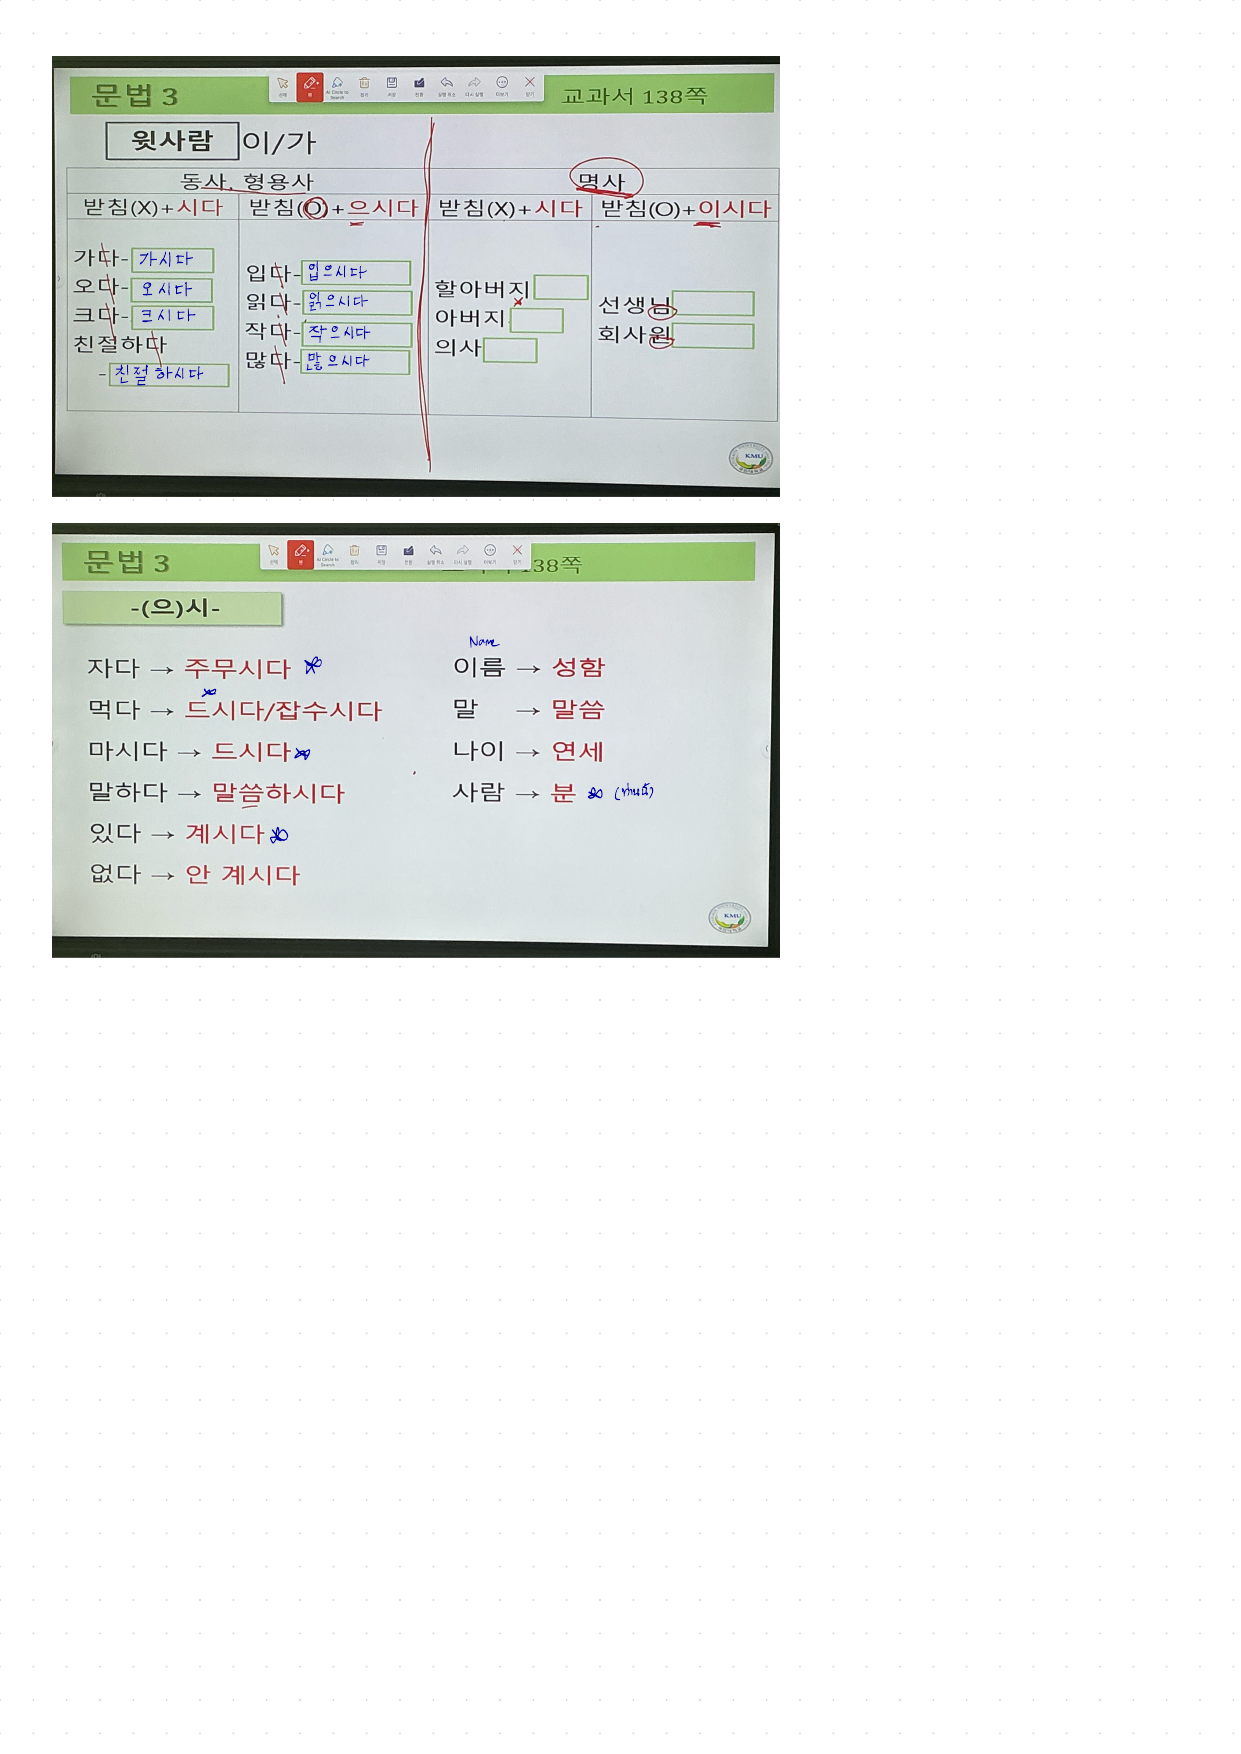 문법 3
교과서 138쪽
윗사람 이/가
동사, 형용사
명사
받침(X)+시다
받침(O)+으시다
받침(X)+시다
받침(O)+이시다
가다- 가시다
오다- 오시다
크다- 크시다
친절하다
- 친절하시다
입다- 입으시다
읽다- 읽으시다
작다- 작으시다
많다- 많으시다
할아버지
아버지
의사
선생님
회사원
KMU
문법 3
138쪽
-(으)시-
자다 → 주무시다
먹다 → 드시다/잡수시다
마시다 → 드시다
말하다 → 말씀하시다
있다 → 계시다
없다 → 안 계시다
Name
이름 → 성함
말 → 말씀
나이 → 연세
사람 → 분
KMU